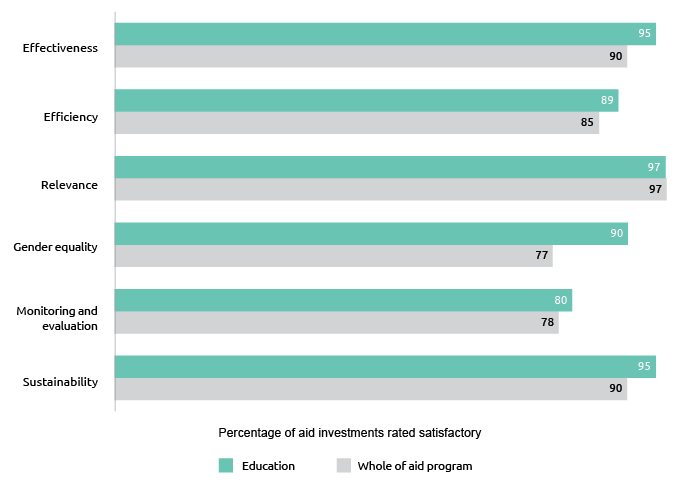 Effectiveness
95
90
Efficiency
89
85
Relevance
97
97
Gender equality
90
77
Monitoring and
evaluation
80
78
Sustainability
95
90
Percentage of aid investments rated satisfactory
Education
Whole of aid program